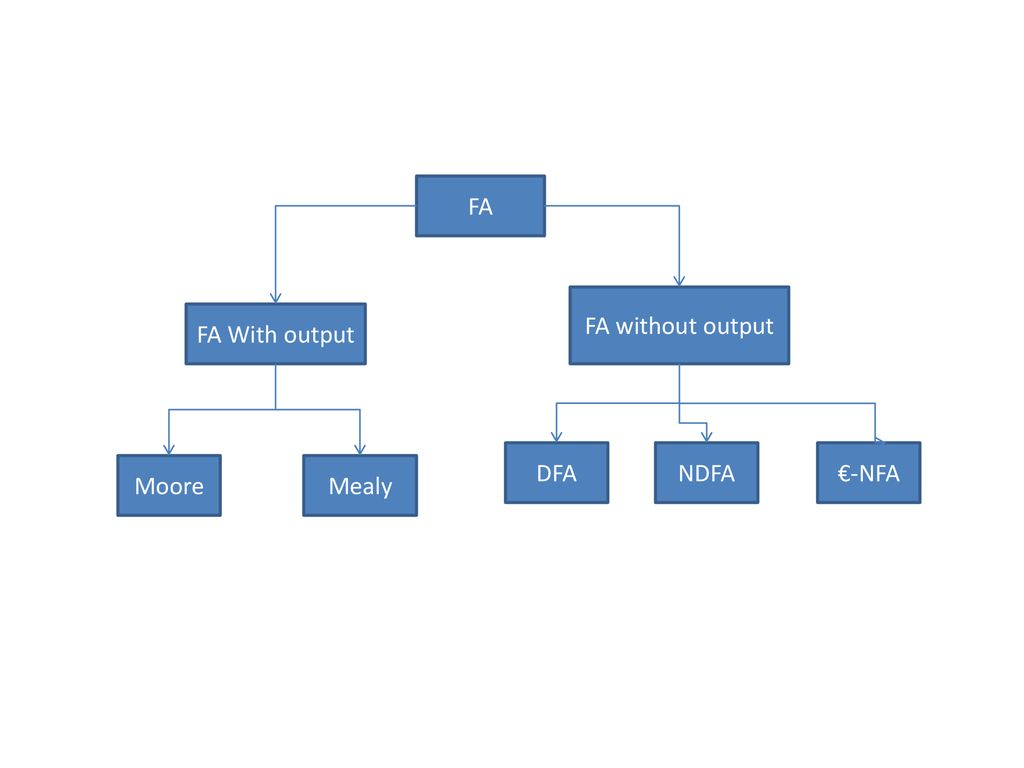 FA
FA With output
FA without output
Moore
Mealy
DFA
NDFA
€-NFA